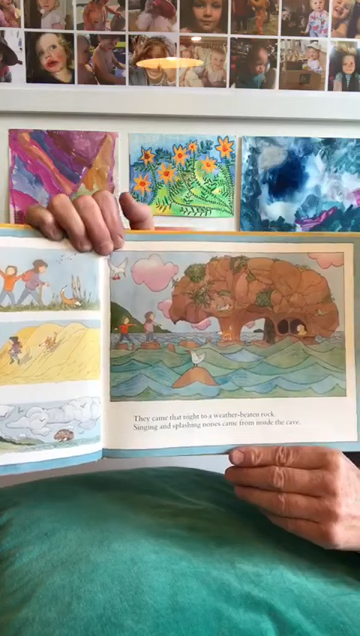 They came that night to a weather-beaten rock.
Singing and splashing noises came from inside the cave.